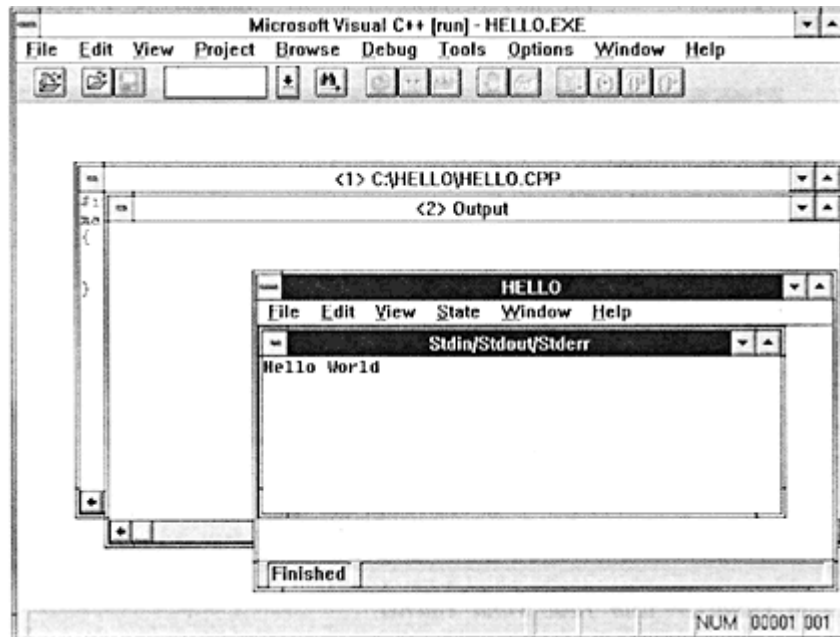 Microsoft Visual C++ [run] - HELLO.EXE
File Edit View Project Browse Debug Tools Options Window Help
<1> C:\HELLO\HELLO.CPP
<2> Output
{
}
HELLO
File Edit View State Window Help
Stdin/Stdout/Stderr
Hello World
Finished
NUM 00001 001